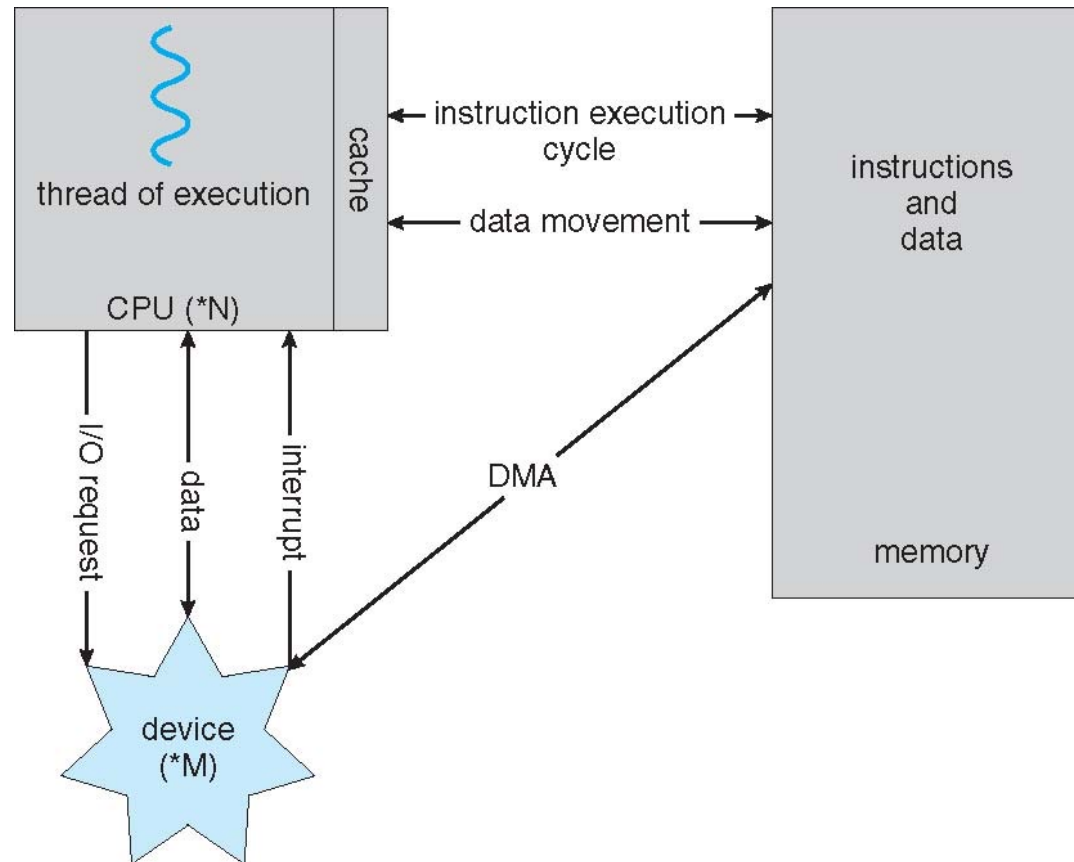 thread of execution
cache
CPU (*N)
instruction execution
cycle
data movement
instructions
and
data
memory
I/O request
data
interrupt
DMA
device
(*M)